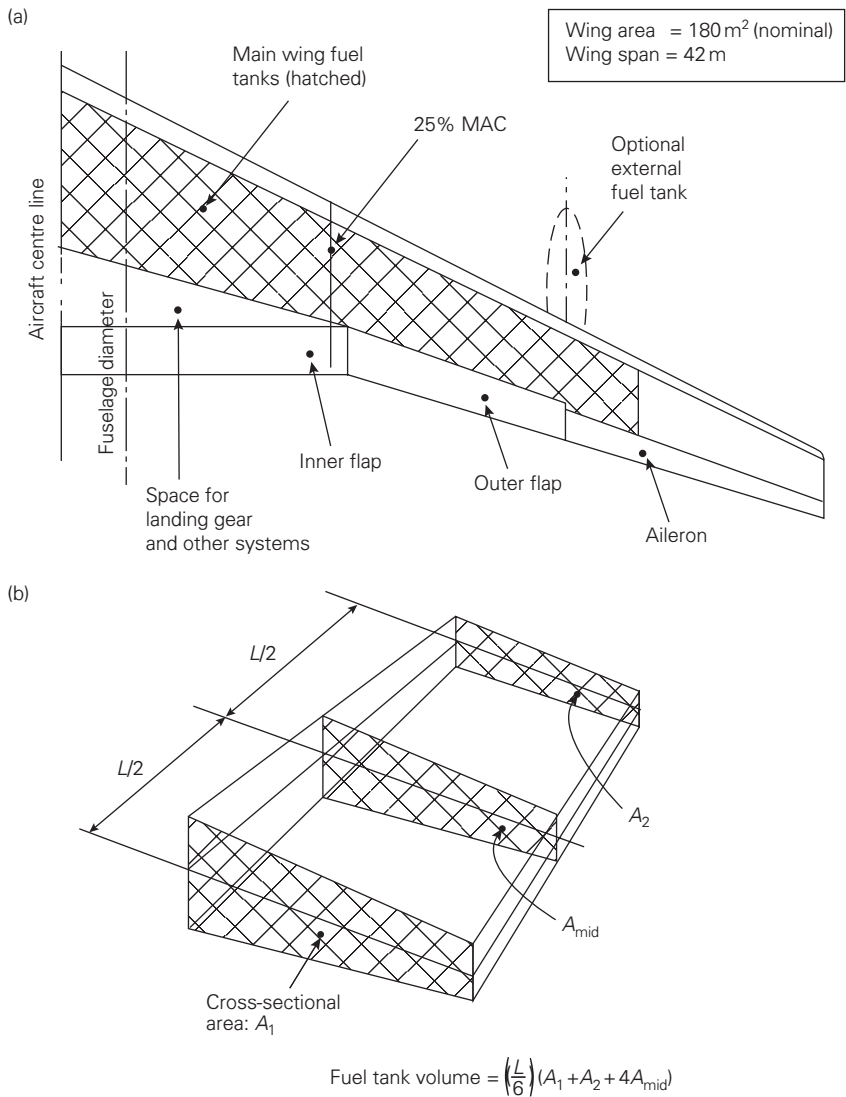 (a)
Wing area = 180 m² (nominal)
Wing span = 42 m
Main wing fuel
tanks (hatched)
25% MAC
Optional
external
fuel tank
Aircraft centre line
Fuselage diameter
Inner flap
Outer flap
Space for
landing gear
and other systems
Aileron
(b)
L/2
L/2
A₂
A_mid
Cross-sectional
area: A₁
Fuel tank volume = (L/6) (A₁ + A₂ + 4A_mid)